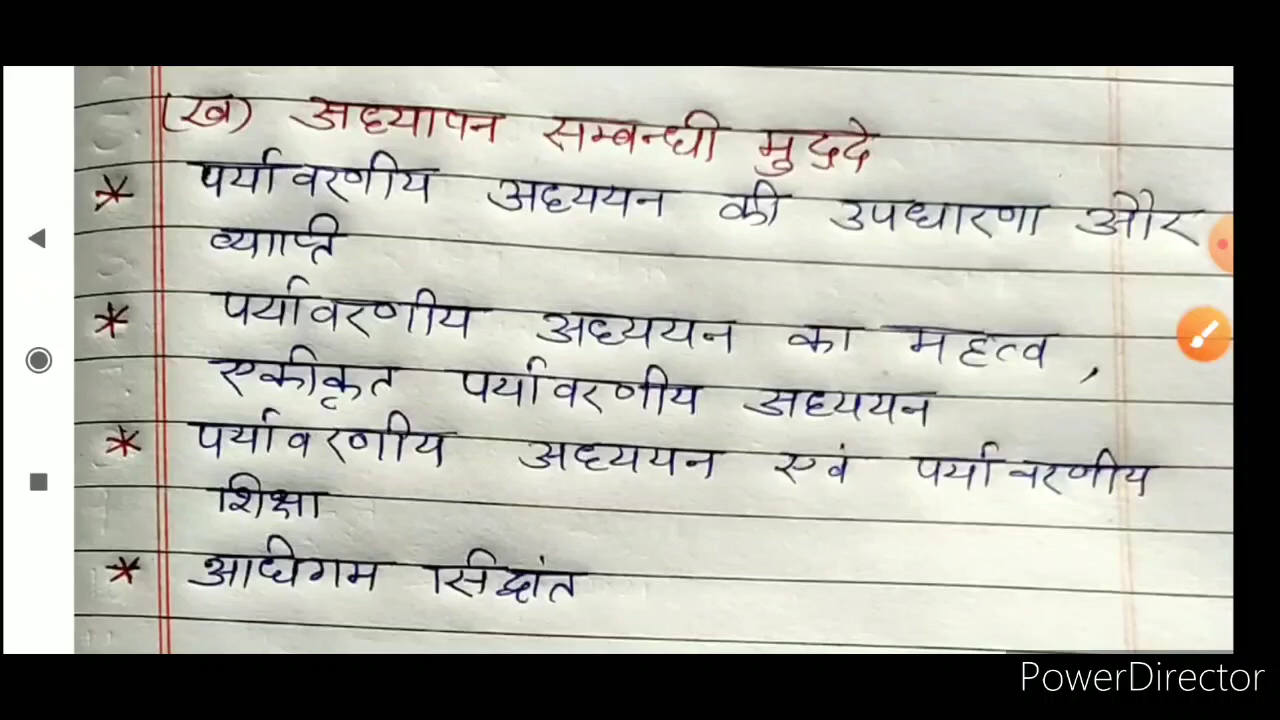 (ख) अध्यापन सम्बन्धी मुद्दे
* पर्यावरणीय अध्ययन की उपधारणा और
व्याप्ति
* पर्यावरणीय अध्ययन का महत्व ,
एकीकृत पर्यावरणीय अध्ययन
* पर्यावरणीय अध्ययन एवं पर्यावरणीय
शिक्षा
* अधिगम सिद्धांत
PowerDirector